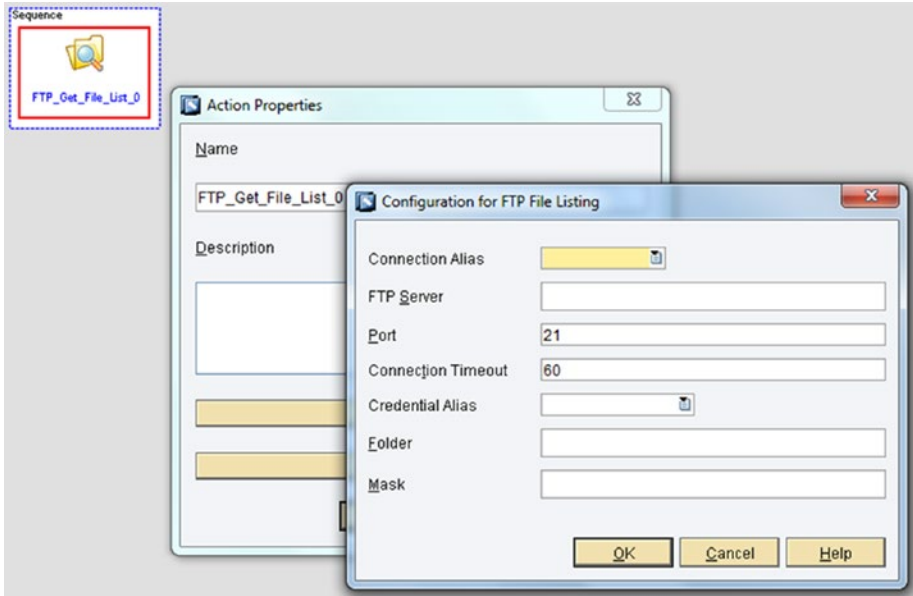 Sequence
FTP_Get_File_List_0
Action Properties
Name
FTP_Get_File_List_0
Description
Configuration for FTP File Listing
Connection Alias
FTP Server
Port 21
Connection Timeout 60
Credential Alias
Folder
Mask
OK Cancel Help